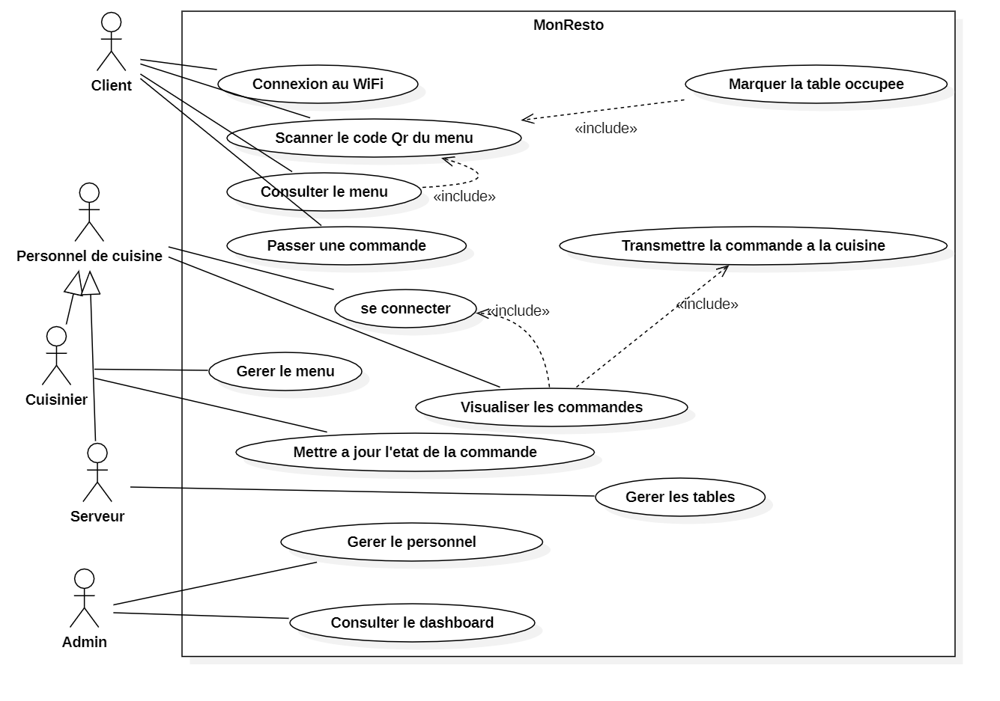 MonResto
Client
Connexion au WiFi
Marquer la table occupee
«include»
Scanner le code Qr du menu
Consulter le menu
«include»
Personnel de cuisine
Passer une commande
Transmettre la commande a la cuisine
se connecter
«include»
«include»
Cuisinier
Gerer le menu
Visualiser les commandes
Mettre a jour l'etat de la commande
Serveur
Gerer les tables
Gerer le personnel
Admin
Consulter le dashboard